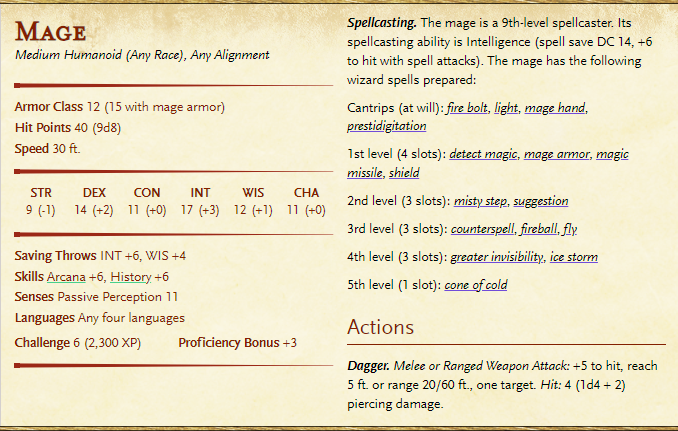 Mage
Medium Humanoid (Any Race), Any Alignment
Armor Class 12 (15 with mage armor)
Hit Points 40 (9d8)
Speed 30 ft.
STR DEX CON INT WIS CHA
9 (-1) 14 (+2) 11 (+0) 17 (+3) 12 (+1) 11 (+0)
Saving Throws INT +6, WIS +4
Skills Arcana +6, History +6
Senses Passive Perception 11
Languages Any four languages
Challenge 6 (2,300 XP) Proficiency Bonus +3
Spellcasting. The mage is a 9th-level spellcaster. Its
spellcasting ability is Intelligence (spell save DC 14, +6
to hit with spell attacks). The mage has the following
wizard spells prepared:
Cantrips (at will): fire bolt, light, mage hand,
prestidigitation
1st level (4 slots): detect magic, mage armor, magic
missile, shield
2nd level (3 slots): misty step, suggestion
3rd level (3 slots): counterspell, fireball, fly
4th level (3 slots): greater invisibility, ice storm
5th level (1 slot): cone of cold
Actions
Dagger. Melee or Ranged Weapon Attack: +5 to hit, reach
5 ft. or range 20/60 ft., one target. Hit: 4 (1d4 + 2)
piercing damage.